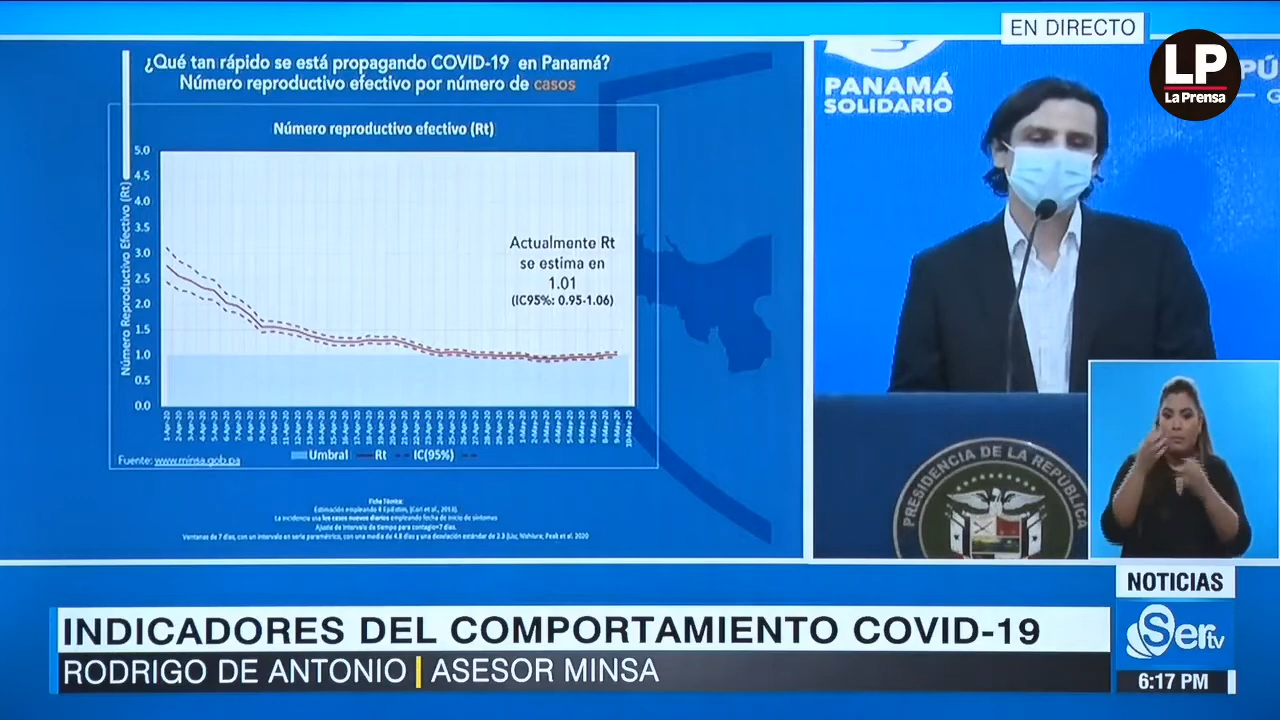 EN DIRECTO
LP
La Prensa
¿Qué tan rápido se está propagando COVID-19 en Panamá?
Número reproductivo efectivo por número de casos
Número reproductivo efectivo (Rt)
Número Reproductivo Efectivo (Rt)
5.0
4.5
4.0
3.5
3.0
2.5
2.0
1.5
1.0
0.5
0.0
Actualmente Rt
se estima en
1.01
(IC95%: 0.95-1.06)
Umbral Rt IC(95%)
Fuente: www.minsa.gob.pa
Ficha Técnica:
PANAMÁ
SOLIDARIO
PRESIDENCIA DE LA REPÚBLICA
NOTICIAS
Sertv
6:17 PM
INDICADORES DEL COMPORTAMIENTO COVID-19
RODRIGO DE ANTONIO | ASESOR MINSA